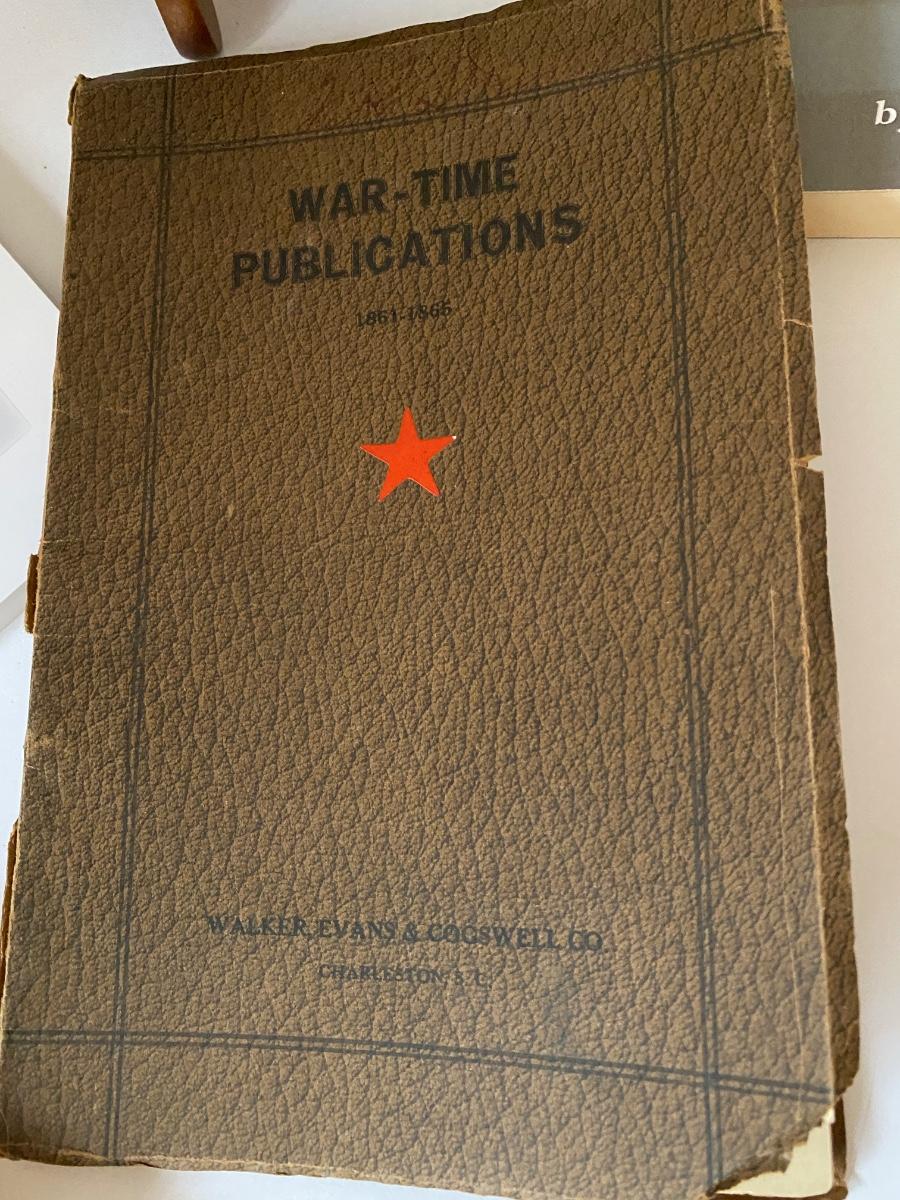 WAR-TIME
PUBLICATIONS
1861-1865
WALKER, EVANS & COGSWELL CO.
CHARLESTON, S. C.